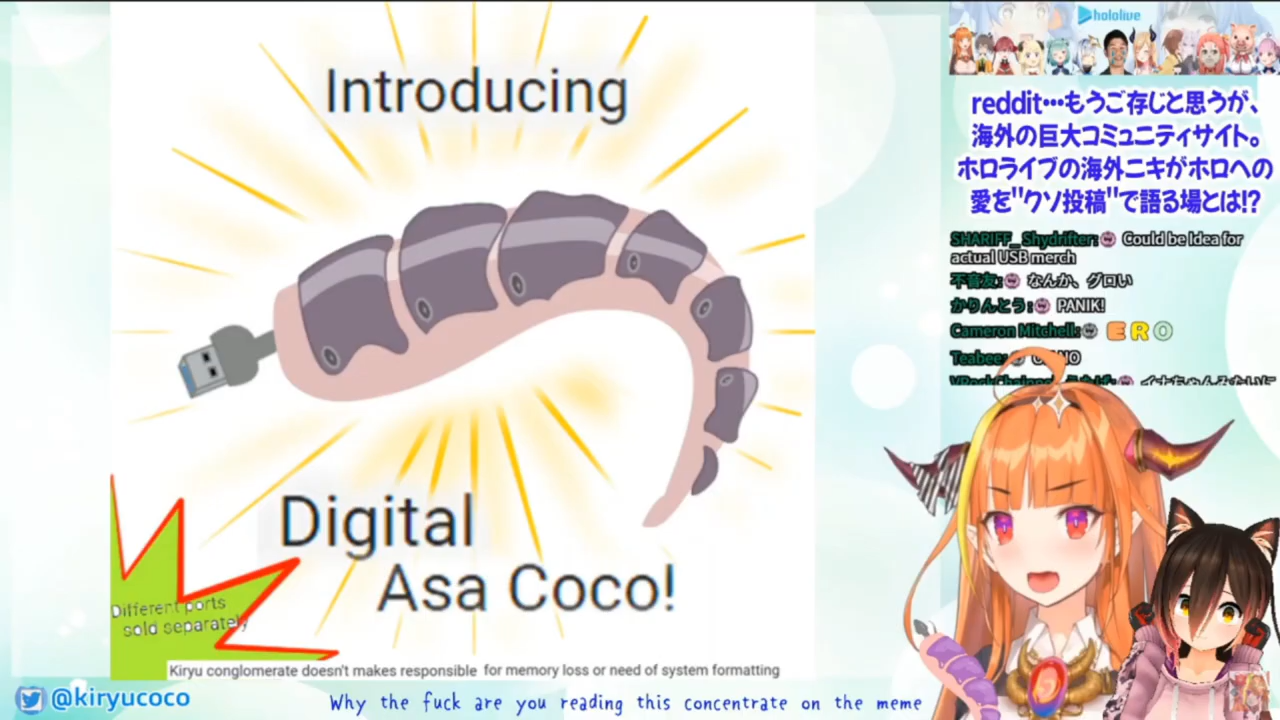 Introducing
Digital
Asa Coco!
Different ports
sold separately
Kiryu conglomerate doesn't makes responsible for memory loss or need of system formatting
@kiryucoco
Why the fuck are you reading this concentrate on the meme
hololive
reddit•••もうご存じと思うが、
海外の巨大コミュニティサイト。
ホロライブの海外ニキがホロへの
愛を"クソ投稿"で語る場とは!?
SHARIFF_Shydrifter: Could be Idea for
actual USB merch
不音友: なんか、グロい
かりんとう: PANIK!
Cameron Mitchell: E R O
Teabee: